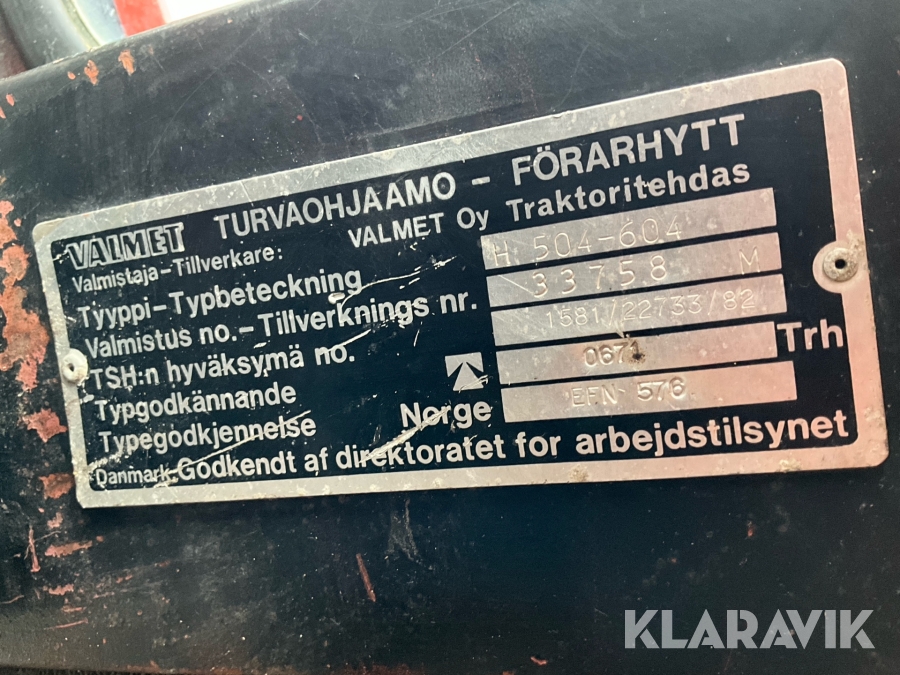 VALMET TURVAOHJAAMO - FÖRARHYTT
Valmistaja-Tillverkare: VALMET Oy Traktoritehdas
Tyyppi-Typbeteckning H 504-604
Valmistus no.-Tillverknings nr. 33758 M
TSH:n hyväksymä no. 1581/22733/82
Typgodkännande 0671 Trh
Typegodkjennelse Norge EFN 576
Danmark Godkendt af direktoratet for arbejdstilsynet
KLARAVIK